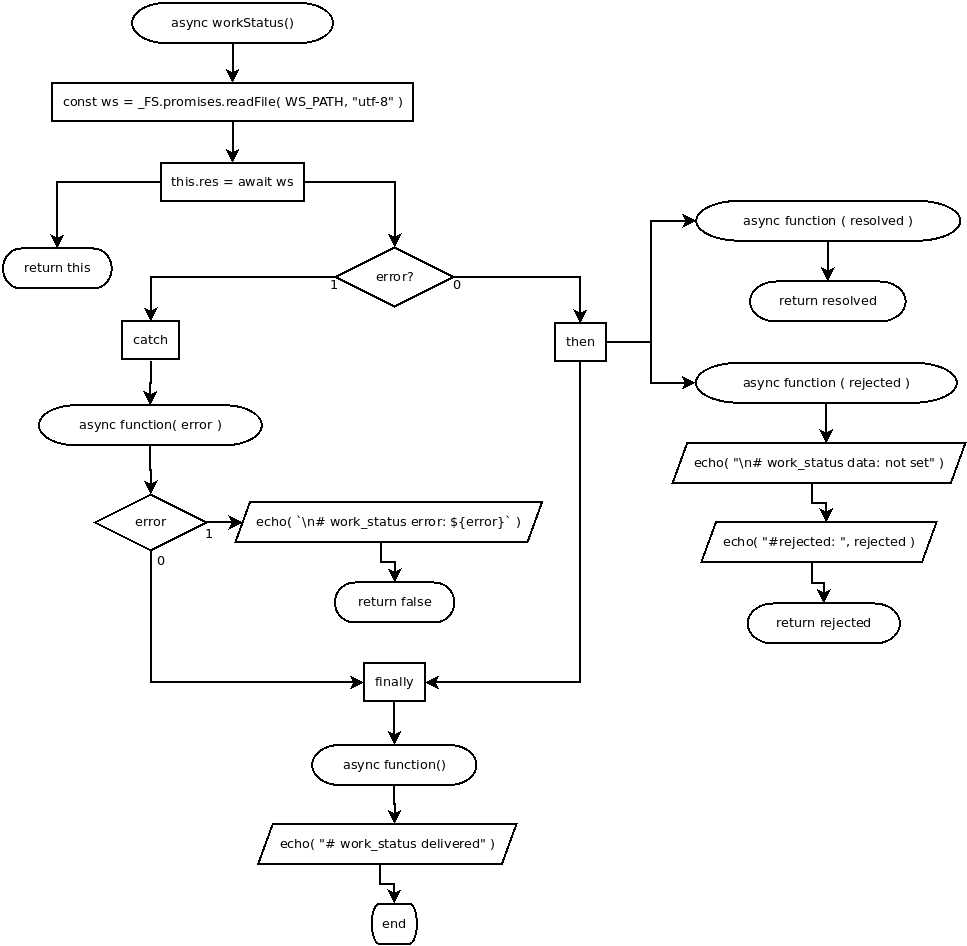 async workStatus()
const ws = _FS.promises.readFile( WS_PATH, "utf-8" )
this.res = await ws
return this
error?
1
0
catch
then
async function ( resolved )
return resolved
async function ( rejected )
echo( "\n# work_status data: not set" )
echo( "#rejected: ", rejected )
return rejected
async function( error )
error
1
0
echo( `\n# work_status error: ${error}` )
return false
finally
async function()
echo( "# work_status delivered" )
end